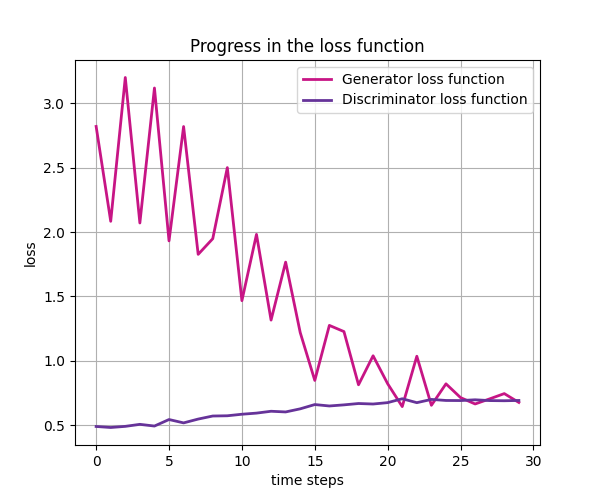 Progress in the loss function
Generator loss function
Discriminator loss function
3.0
2.5
2.0
1.5
1.0
0.5
loss
0 5 10 15 20 25 30
time steps